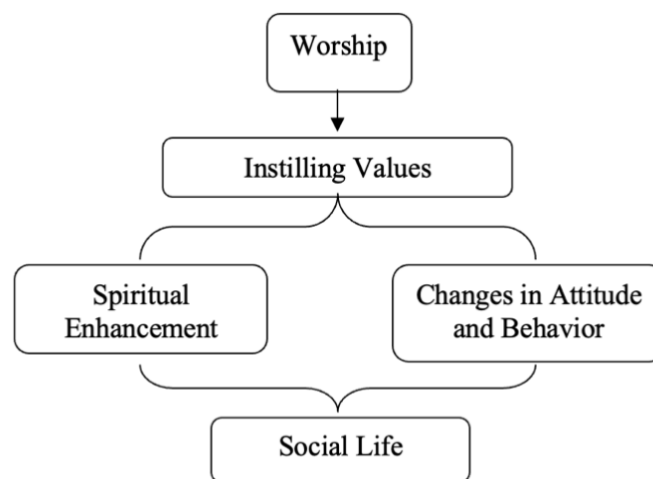 Worship
Instilling Values
Spiritual
Enhancement
Changes in Attitude
and Behavior
Social Life